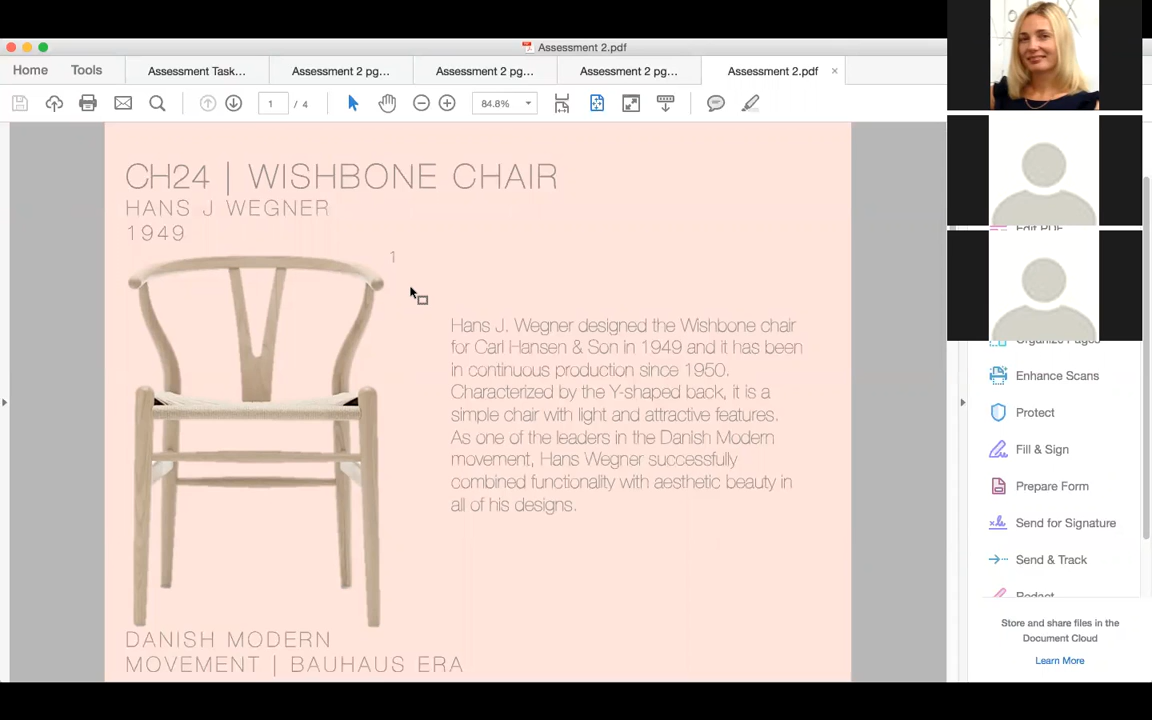 Assessment 2.pdf
Home
Tools
Assessment Task...
Assessment 2 pg...
Assessment 2 pg...
Assessment 2 pg...
Assessment 2.pdf
×
1 / 4
84.8%
CH24 | WISHBONE CHAIR
HANS J WEGNER
1949
1
Hans J. Wegner designed the Wishbone chair
for Carl Hansen & Son in 1949 and it has been
in continuous production since 1950.
Characterized by the Y-shaped back, it is a
simple chair with light and attractive features.
As one of the leaders in the Danish Modern
movement, Hans Wegner successfully
combined functionality with aesthetic beauty in
all of his designs.
DANISH MODERN
MOVEMENT | BAUHAUS ERA
Edit PDF
Organize Pages
Enhance Scans
Protect
Fill & Sign
Prepare Form
Send for Signature
Send & Track
Redact
Store and share files in the
Document Cloud
Learn More